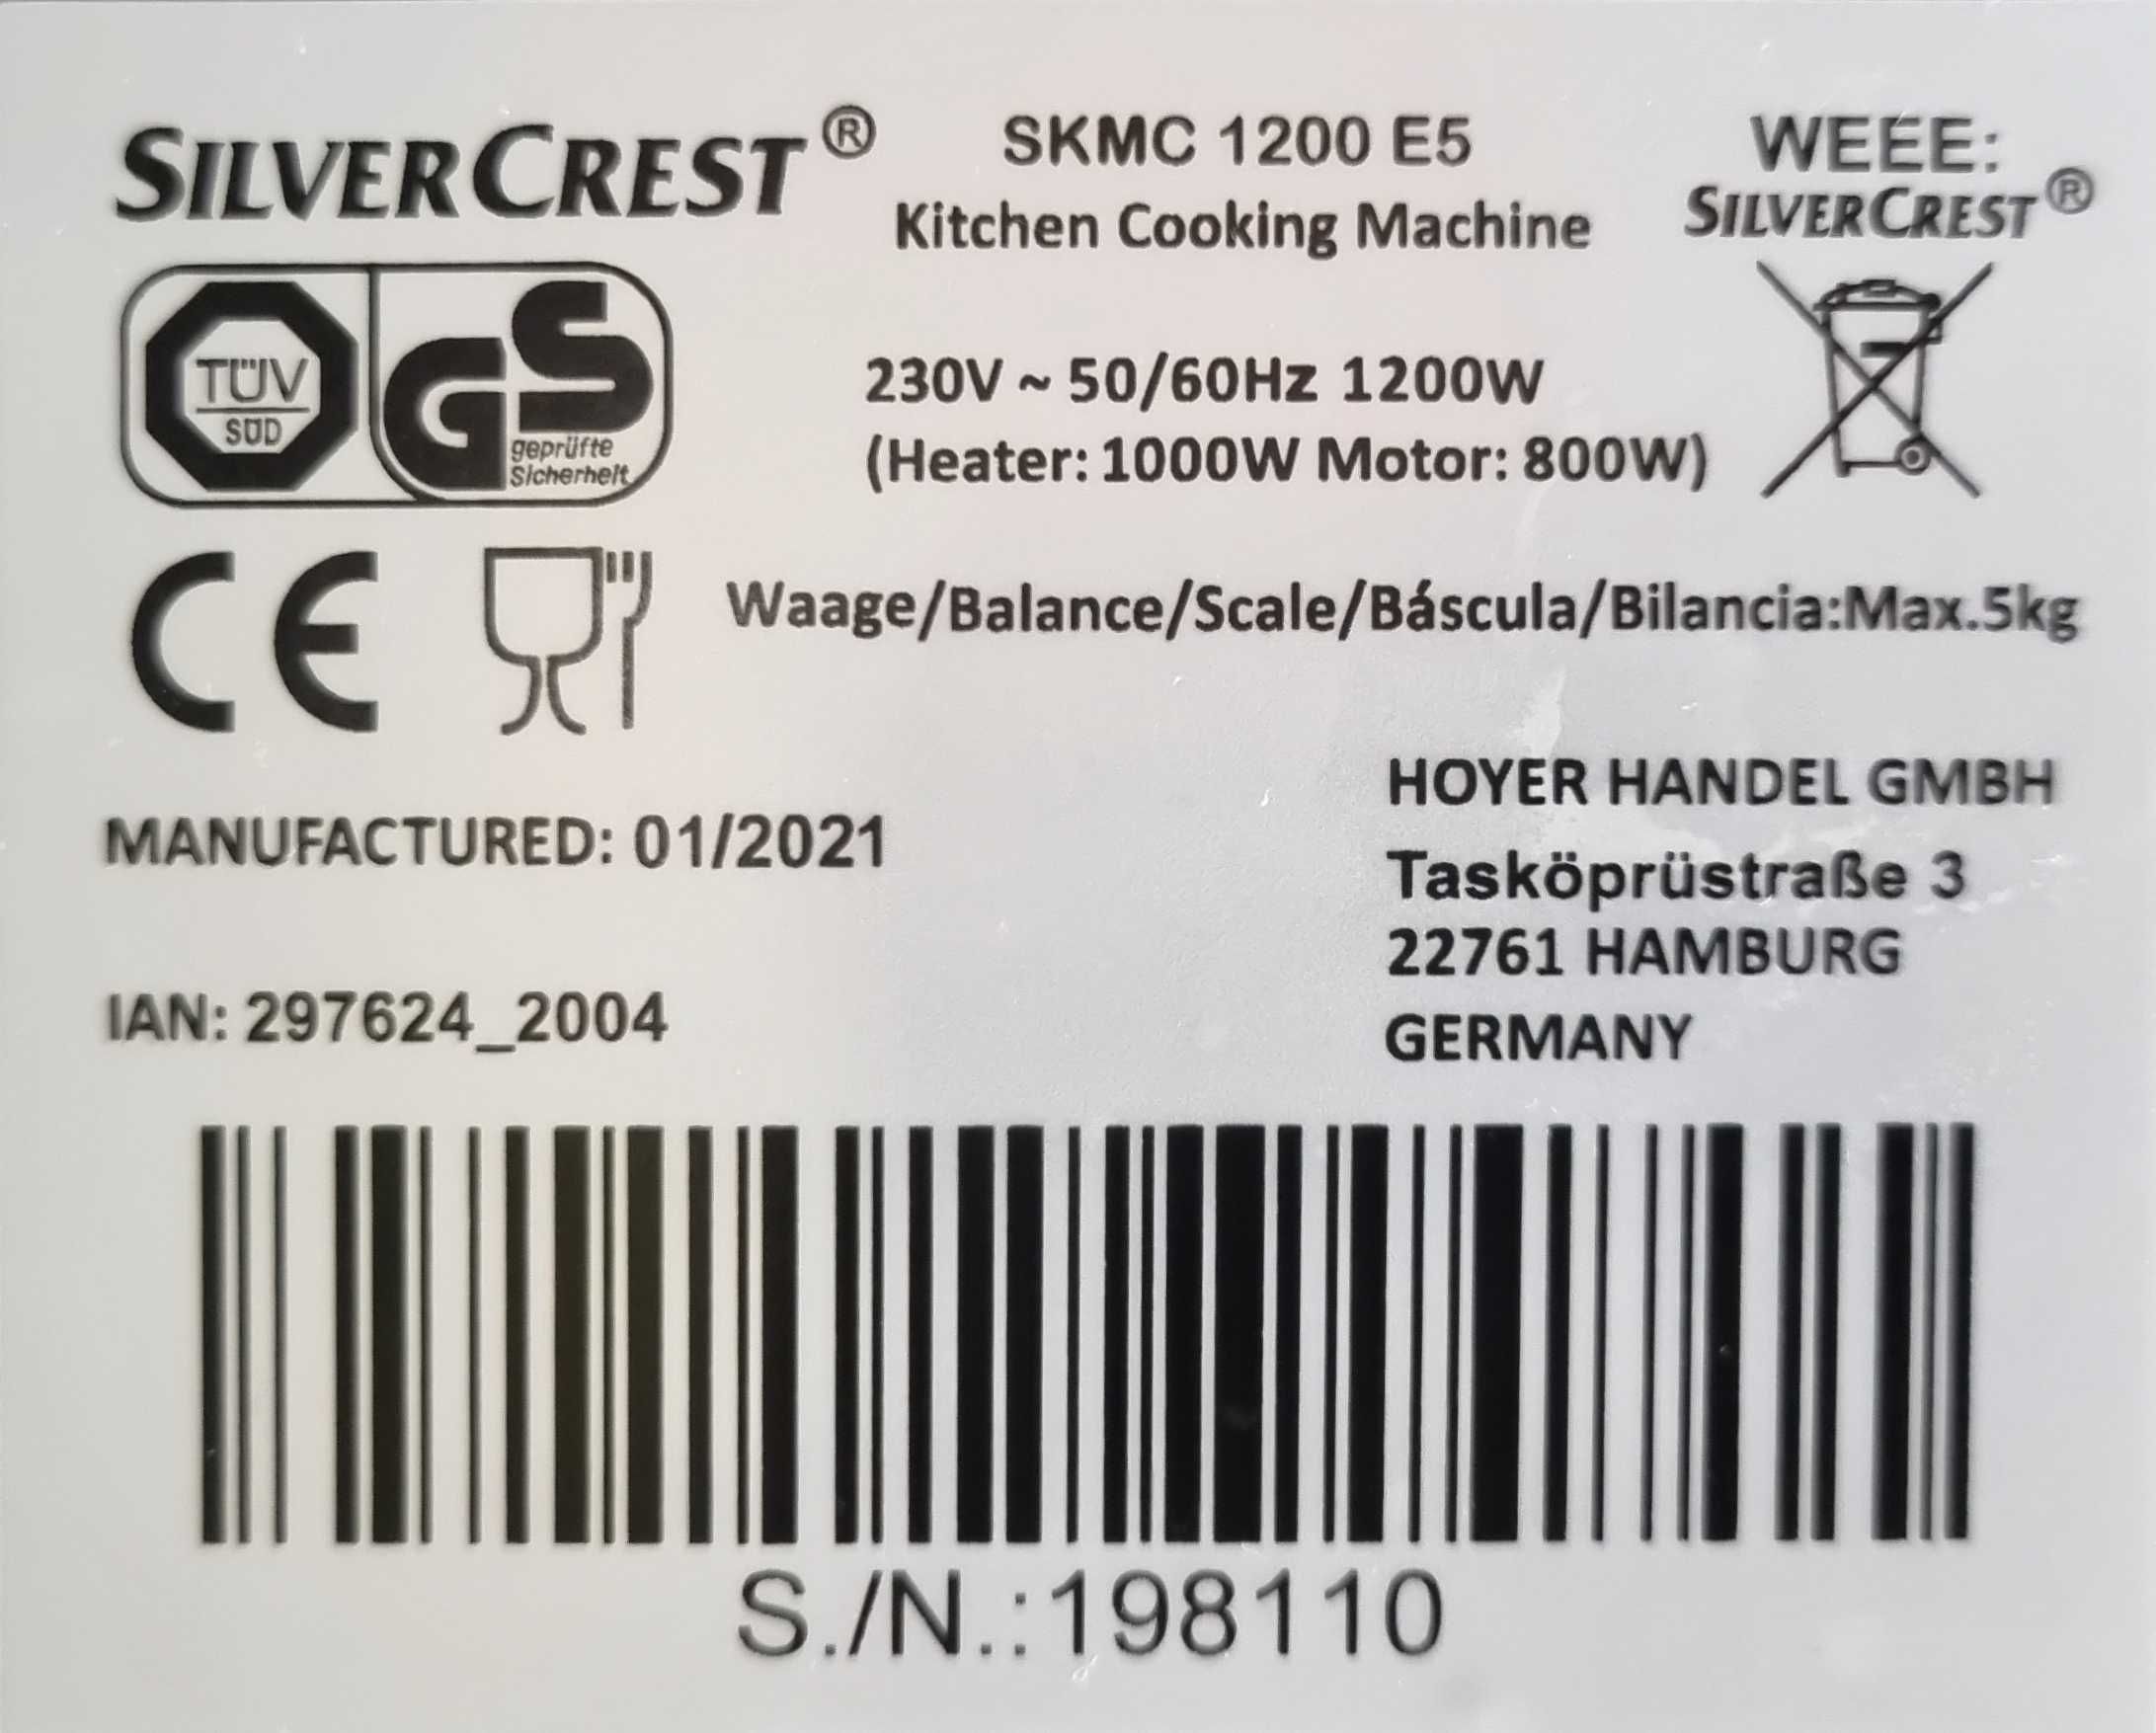 SILVERCREST®
SKMC 1200 E5
Kitchen Cooking Machine
WEEE:
SILVERCREST®
TÜV
SÜD
GS
geprüfte
Sicherheit
230V ~ 50/60Hz 1200W
(Heater: 1000W Motor: 800W)
CE
Waage/Balance/Scale/Báscula/Bilancia:Max.5kg
MANUFACTURED: 01/2021
IAN: 297624_2004
HOYER HANDEL GMBH
Tasköprüstraße 3
22761 HAMBURG
GERMANY
S./N.:198110